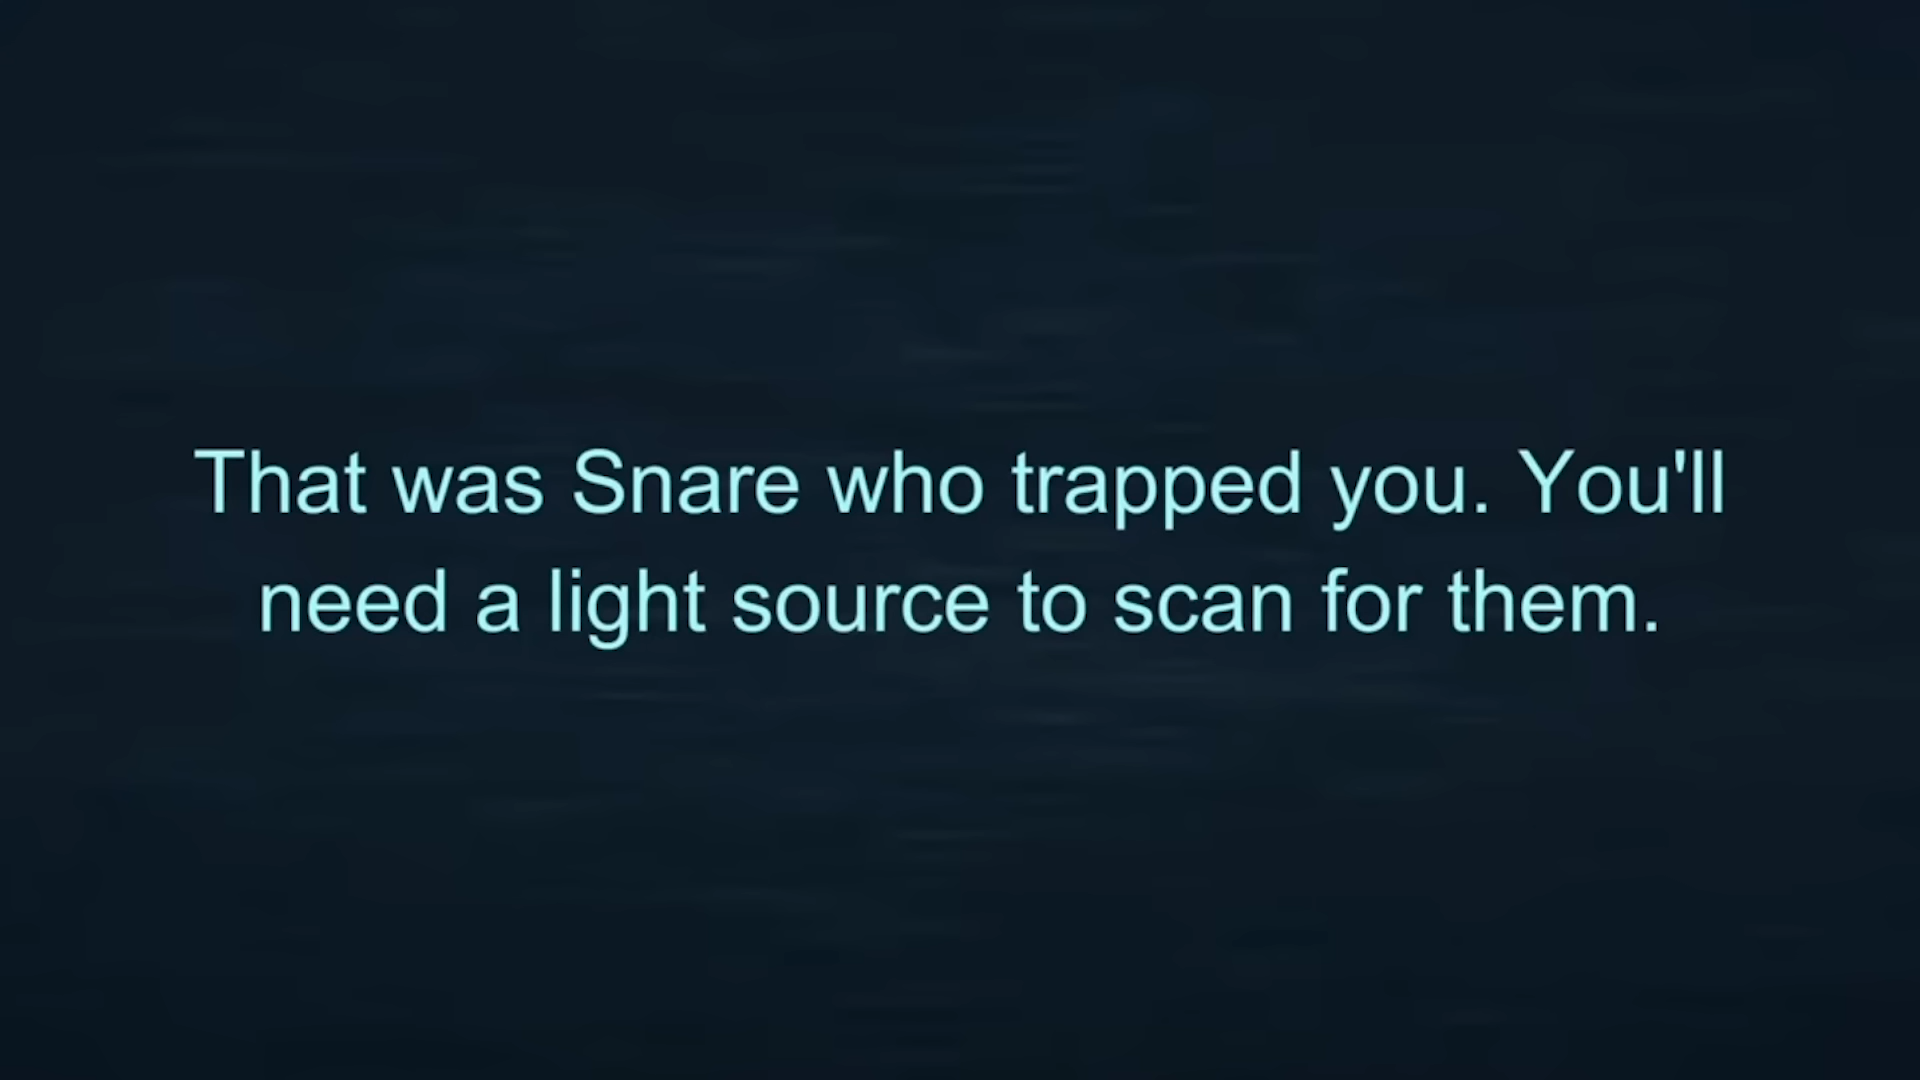 That was Snare who trapped you. You'll
need a light source to scan for them.